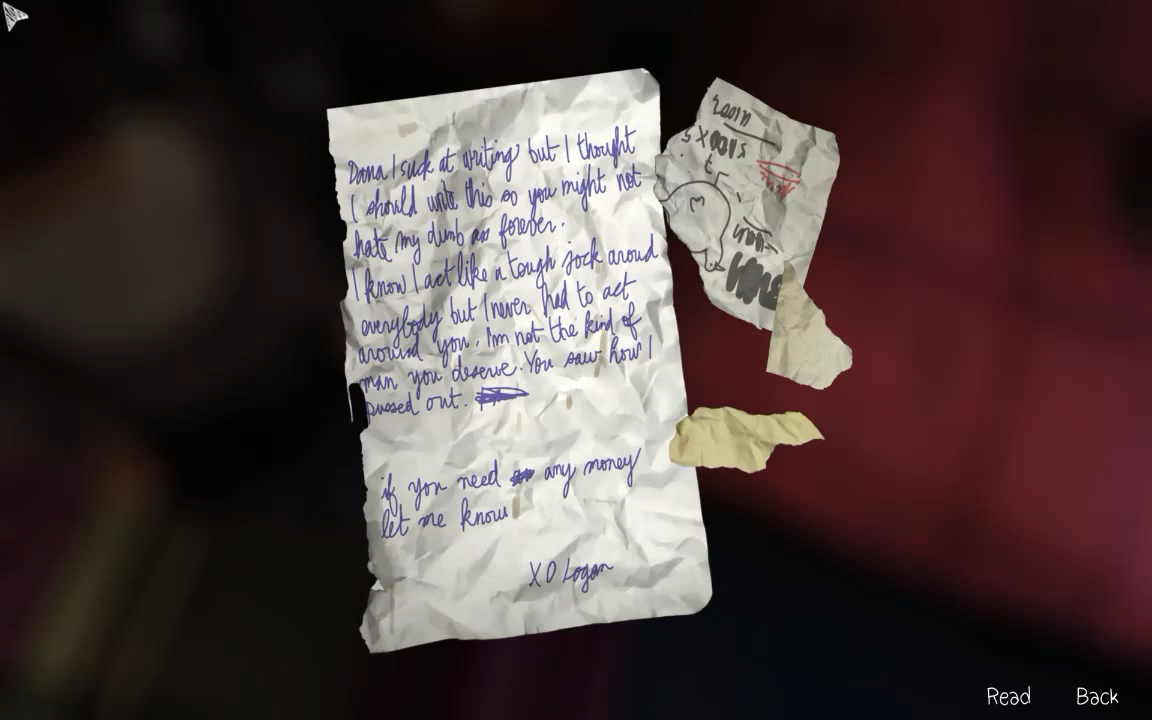 Dana I suck at writing but I thought
I should write this so you might not
hate my dumb ass forever.
I know I act like a tough jock around
everybody but I never had to act
around you. I'm not the kind of
man you deserve. You saw how I
pussed out.
if you need any money
let me know
XO Logan
room
Read Back